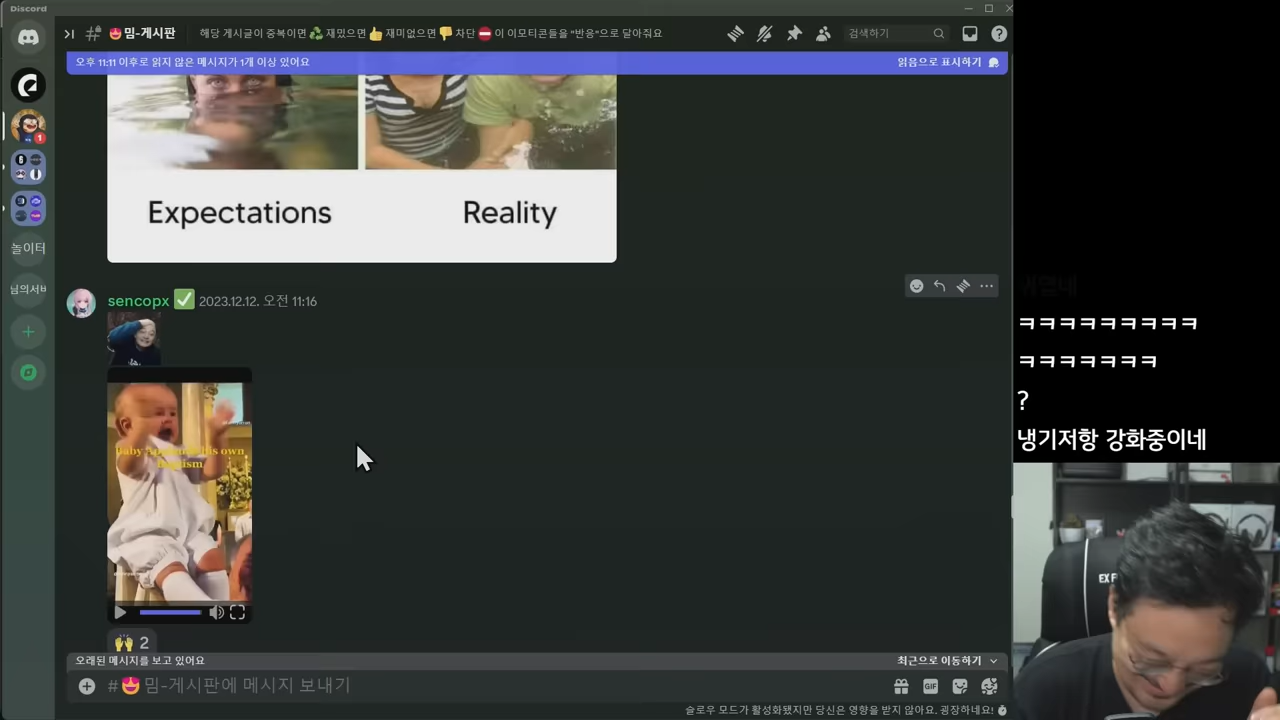 Discord
😍밈-게시판
해당 게시글이 중복이면♻️ 재밌으면👍 재미없으면👎 차단⛔ 이 이모티콘들을 "반응"으로 달아줘요
검색하기
오후 11:11 이후로 읽지 않은 메시지가 1개 이상 있어요
읽음으로 표시하기
Expectations
Reality
sencopx ✅ 2023.12.12. 오전 11:16
1
놀이터
님의서버
own
🙌 2
ㅋㅋㅋㅋㅋㅋㅋㅋㅋ
ㅋㅋㅋㅋㅋㅋㅋ
?
냉기저항 강화중이네
EX
오래된 메시지를 보고 있어요
최근으로 이동하기
#😍밈-게시판에 메시지 보내기
GIF
슬로우 모드가 활성화됐지만 당신은 영향을 받지 않아요. 굉장하네요!